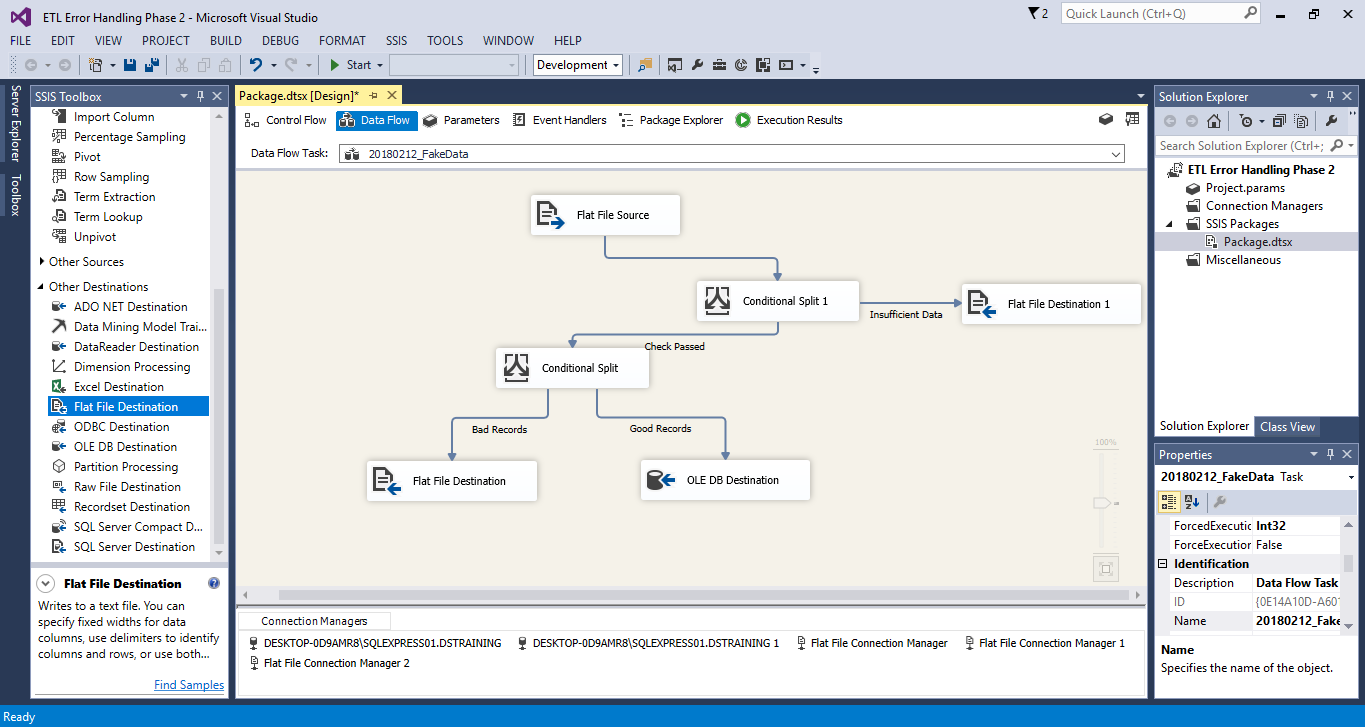 ETL Error Handling Phase 2 - Microsoft Visual Studio
2
Quick Launch (Ctrl+Q)
FILE EDIT VIEW PROJECT BUILD DEBUG FORMAT SSIS TOOLS WINDOW HELP
Start
Development
Server Explorer
Toolbox
SSIS Toolbox
Import Column
Percentage Sampling
Pivot
Row Sampling
Term Extraction
Term Lookup
Unpivot
Other Sources
Other Destinations
ADO NET Destination
Data Mining Model Trai...
DataReader Destination
Dimension Processing
Excel Destination
Flat File Destination
ODBC Destination
OLE DB Destination
Partition Processing
Raw File Destination
Recordset Destination
SQL Server Compact D...
SQL Server Destination
Flat File Destination
Writes to a text file. You can
specify fixed widths for data
columns, use delimiters to identify
columns and rows, or use both...
Find Samples
Package.dtsx [Design]*
Control Flow Data Flow Parameters Event Handlers Package Explorer Execution Results
Data Flow Task: 20180212_FakeData
Flat File Source
Conditional Split 1
Insufficient Data
Flat File Destination 1
Check Passed
Conditional Split
Bad Records
Good Records
Flat File Destination
OLE DB Destination
100%
Connection Managers
DESKTOP-0D9AMR8\SQLEXPRESS01.DSTRAINING DESKTOP-0D9AMR8\SQLEXPRESS01.DSTRAINING 1 Flat File Connection Manager Flat File Connection Manager 1
Flat File Connection Manager 2
Solution Explorer
Search Solution Explorer (Ctrl+;
ETL Error Handling Phase 2
Project.params
Connection Managers
SSIS Packages
Package.dtsx
Miscellaneous
Solution Explorer Class View
Properties
20180212_FakeData Task
ForcedExecutio Int32
ForceExecution False
Identification
Description Data Flow Task
ID {0E14A10D-A601
Name 20180212_Fake
Name
Specifies the name of the object.
Ready